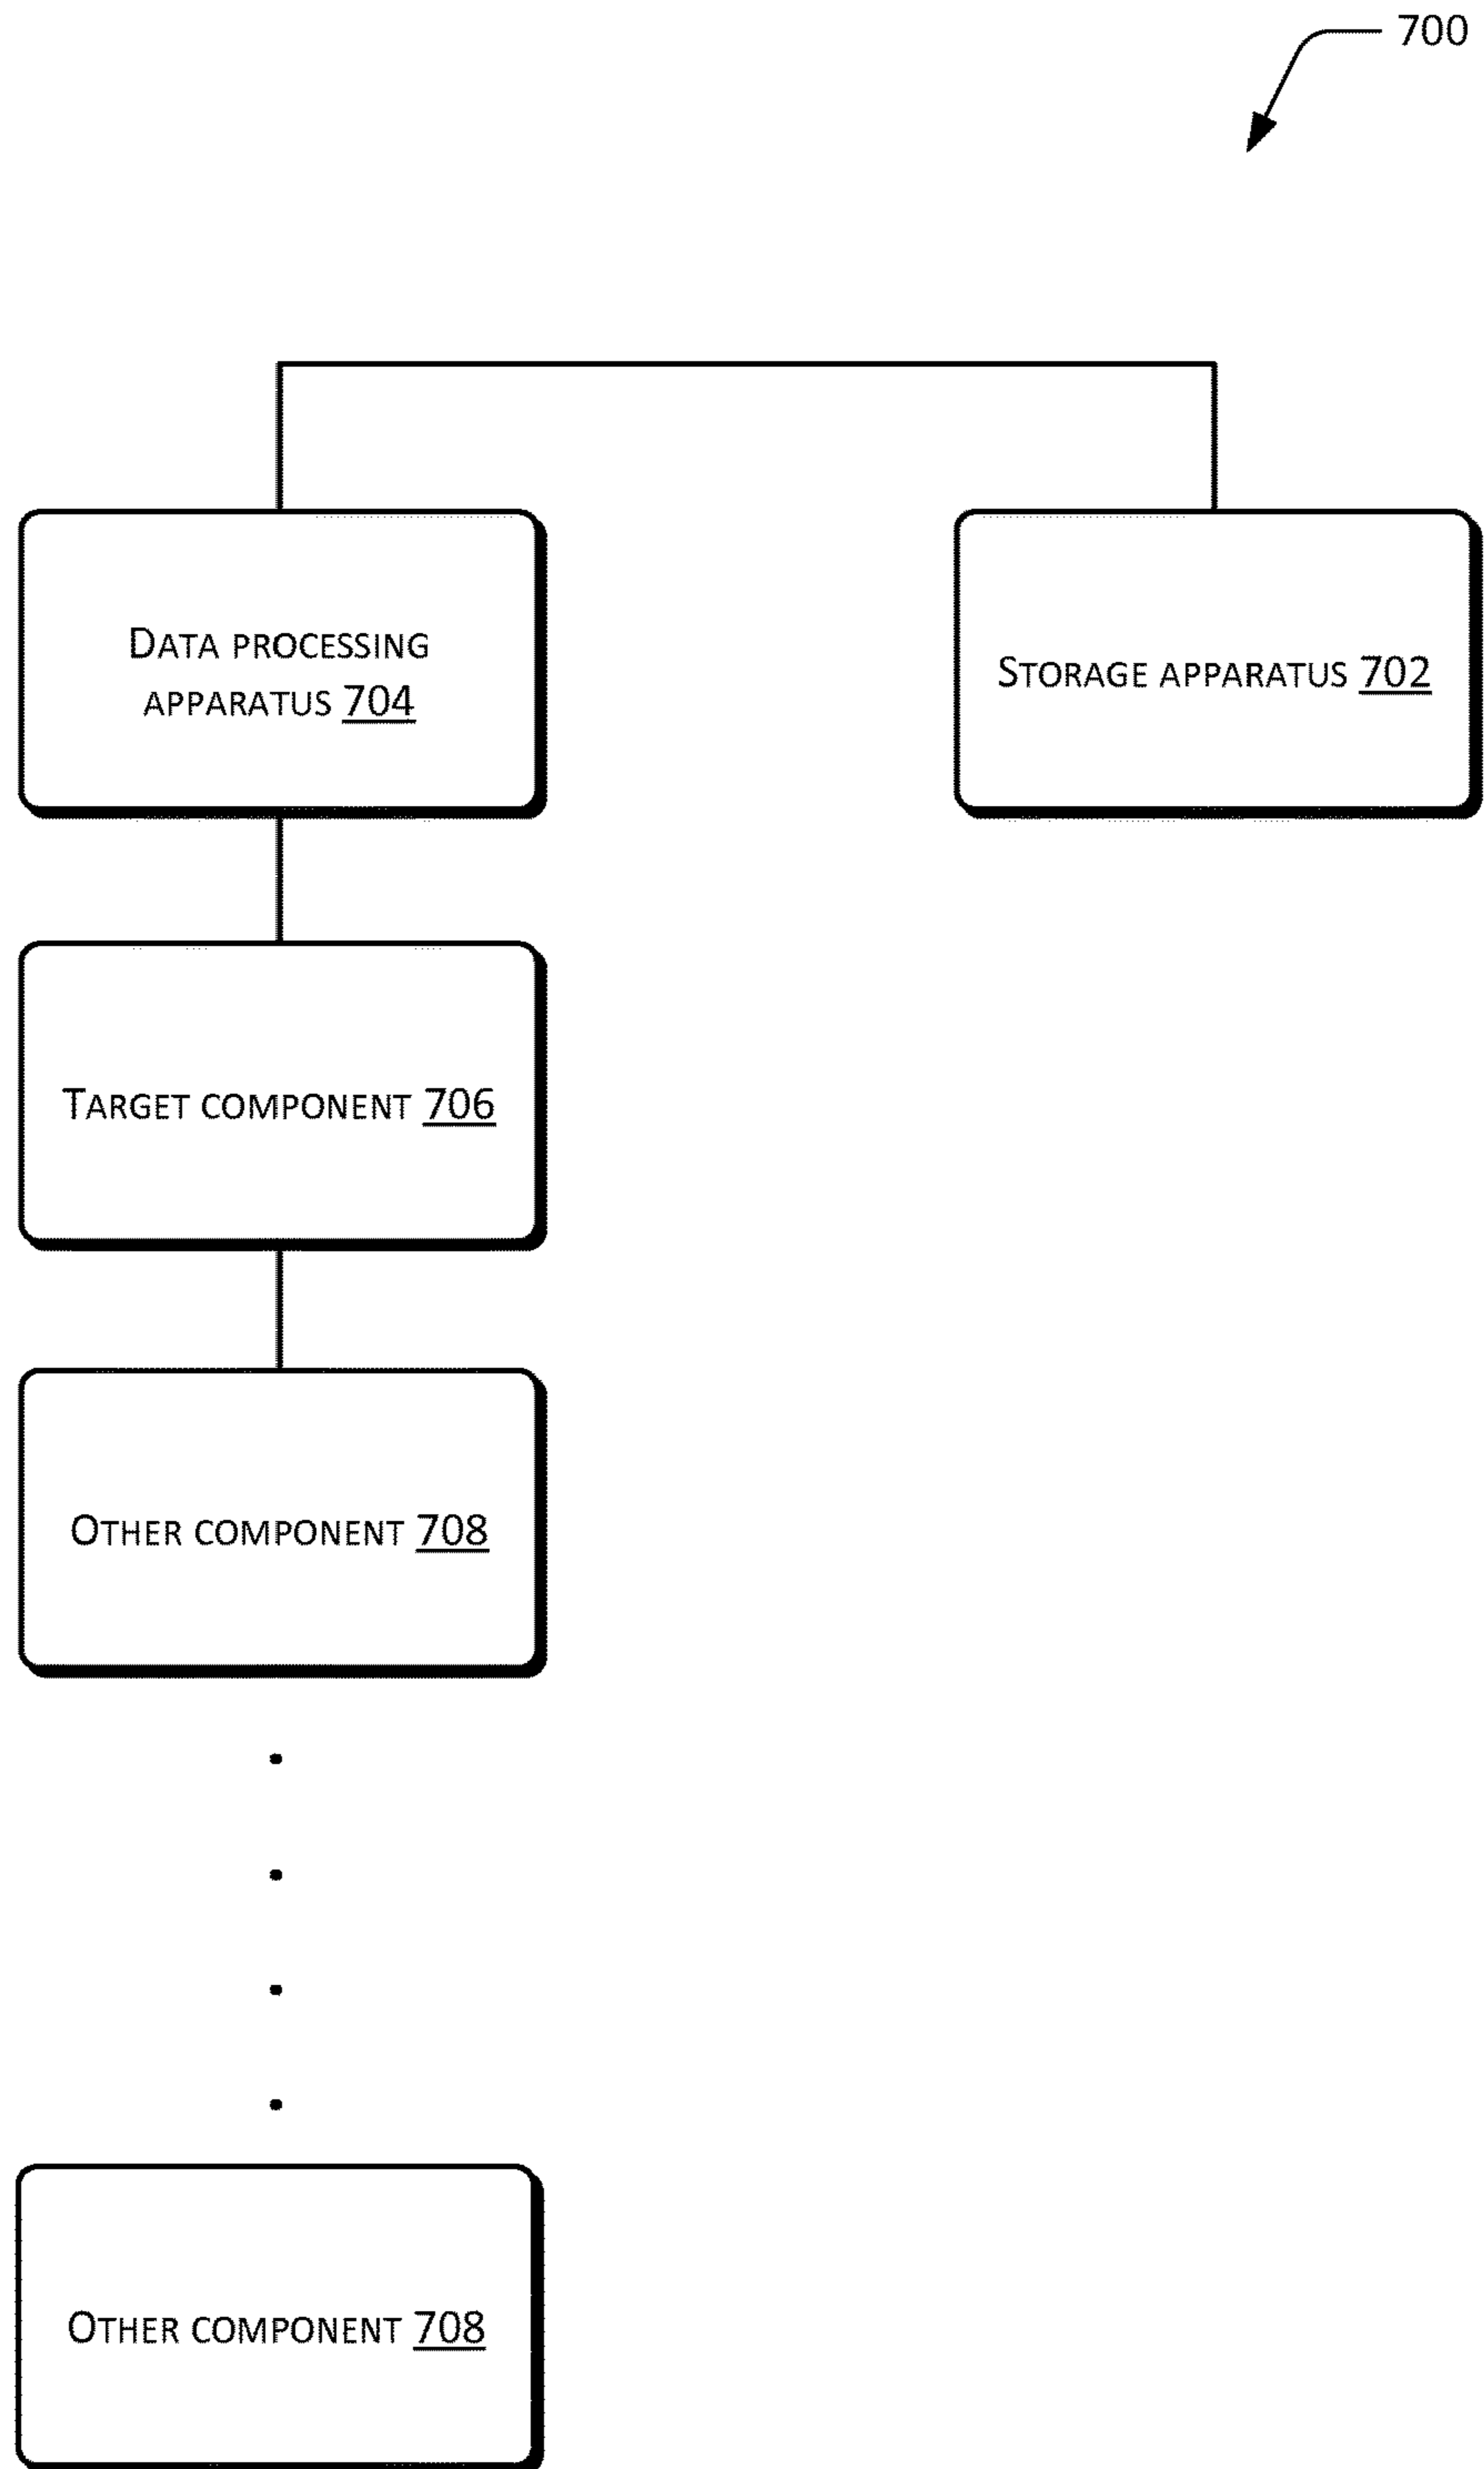 700
DATA PROCESSING
APPARATUS 704
STORAGE APPARATUS 702
TARGET COMPONENT 706
OTHER COMPONENT 708
OTHER COMPONENT 708